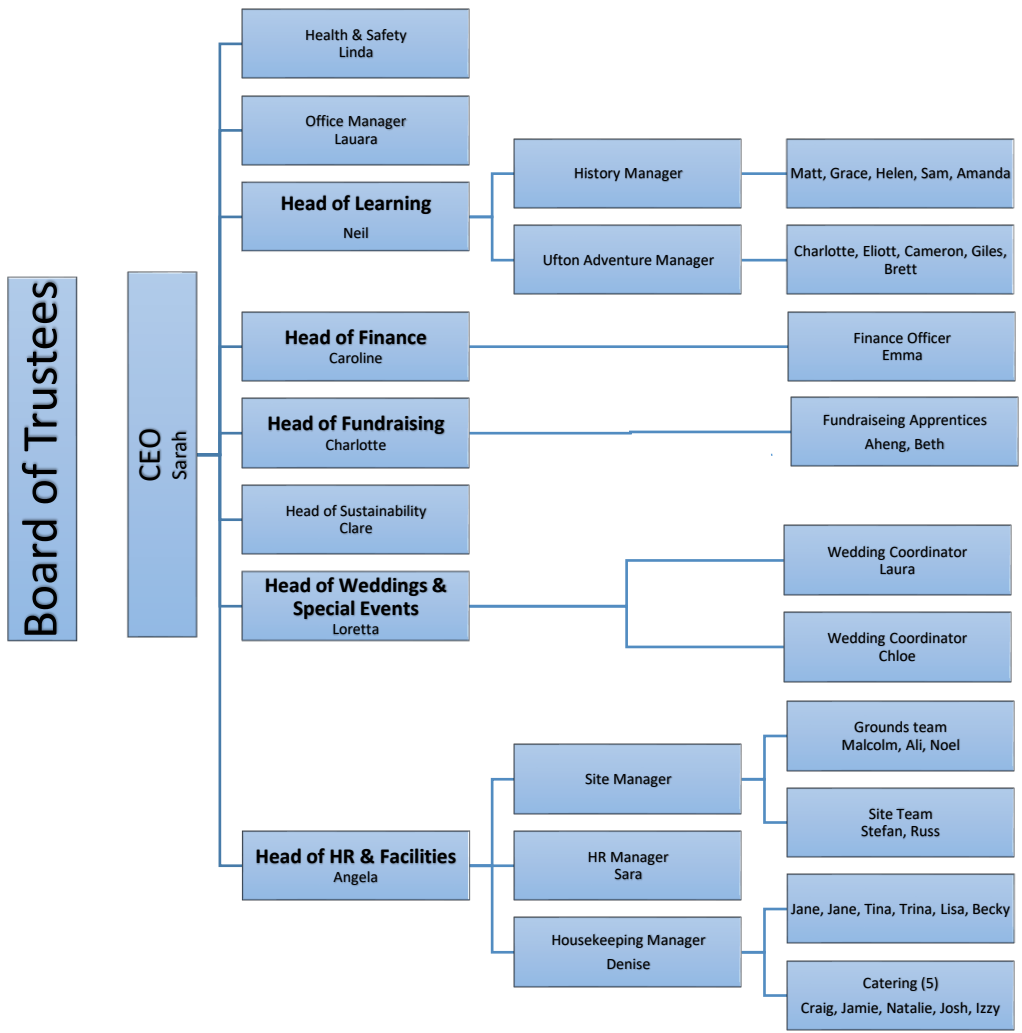 Board of Trustees
CEO
Sarah
Health & Safety
Linda
Office Manager
Lauara
Head of Learning
Neil
History Manager
Matt, Grace, Helen, Sam, Amanda
Ufton Adventure Manager
Charlotte, Eliott, Cameron, Giles,
Brett
Head of Finance
Caroline
Finance Officer
Emma
Head of Fundraising
Charlotte
Fundraiseing Apprentices
Aheng, Beth
Head of Sustainability
Clare
Head of Weddings &
Special Events
Loretta
Wedding Coordinator
Laura
Wedding Coordinator
Chloe
Head of HR & Facilities
Angela
Site Manager
Grounds team
Malcolm, Ali, Noel
Site Team
Stefan, Russ
HR Manager
Sara
Housekeeping Manager
Denise
Jane, Jane, Tina, Trina, Lisa, Becky
Catering (5)
Craig, Jamie, Natalie, Josh, Izzy